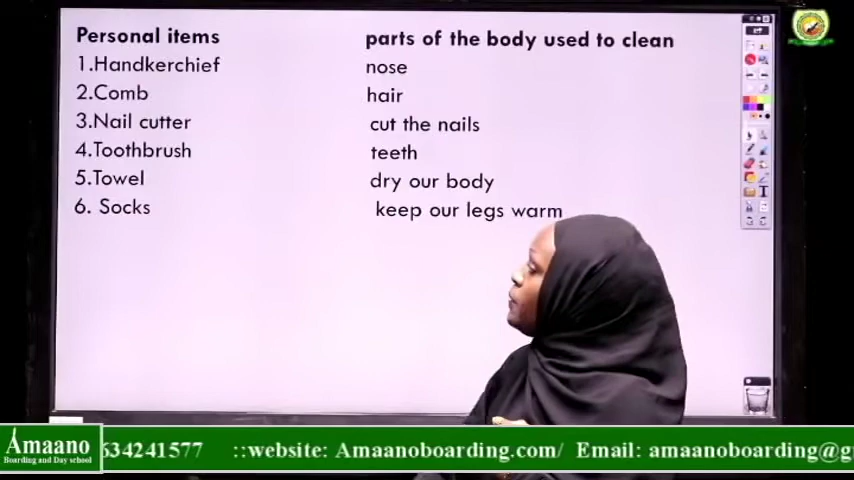 Personal items parts of the body used to clean
1.Handkerchief nose
2.Comb hair
3.Nail cutter cut the nails
4.Toothbrush teeth
5.Towel dry our body
6. Socks keep our legs warm
Amaano
Boarding and Day school
634241577 ::website: Amaanoboarding.com/ Email: amaanoboarding@g